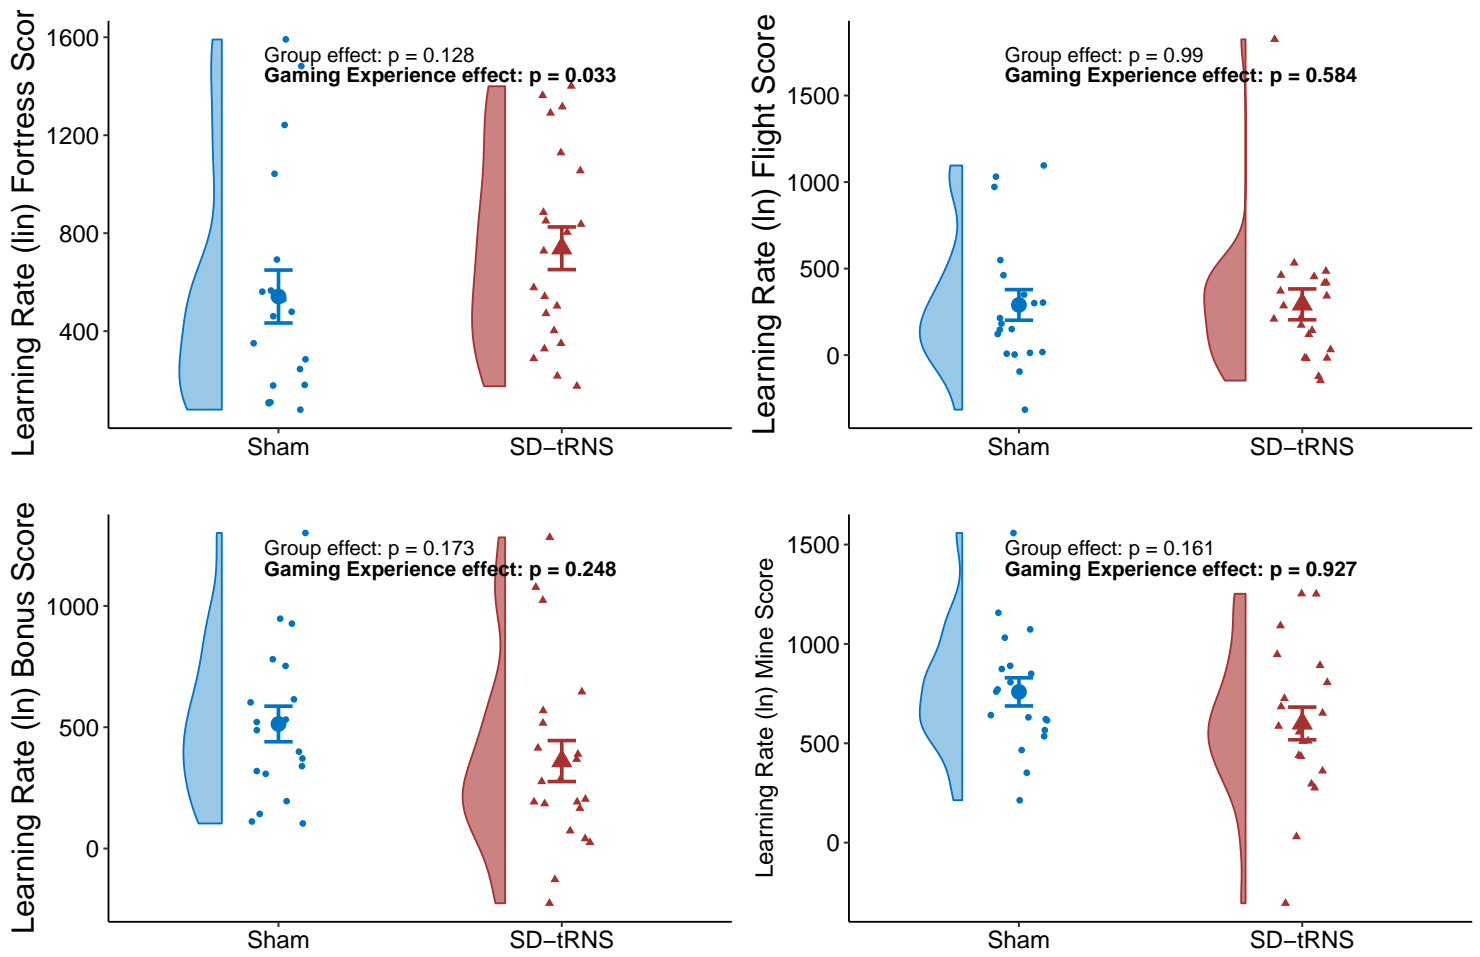 Learning Rate (lin) Fortress Scor
1600
1200
800
400
Group effect: p = 0.128
Gaming Experience effect: p = 0.033
Sham
SD−tRNS
Learning Rate (ln) Flight Score
1500
1000
500
0
Group effect: p = 0.99
Gaming Experience effect: p = 0.584
Sham
SD−tRNS
Learning Rate (ln) Bonus Score
1000
500
0
Group effect: p = 0.173
Gaming Experience effect: p = 0.248
Sham
SD−tRNS
Learning Rate (ln) Mine Score
1500
1000
500
0
Group effect: p = 0.161
Gaming Experience effect: p = 0.927
Sham
SD−tRNS